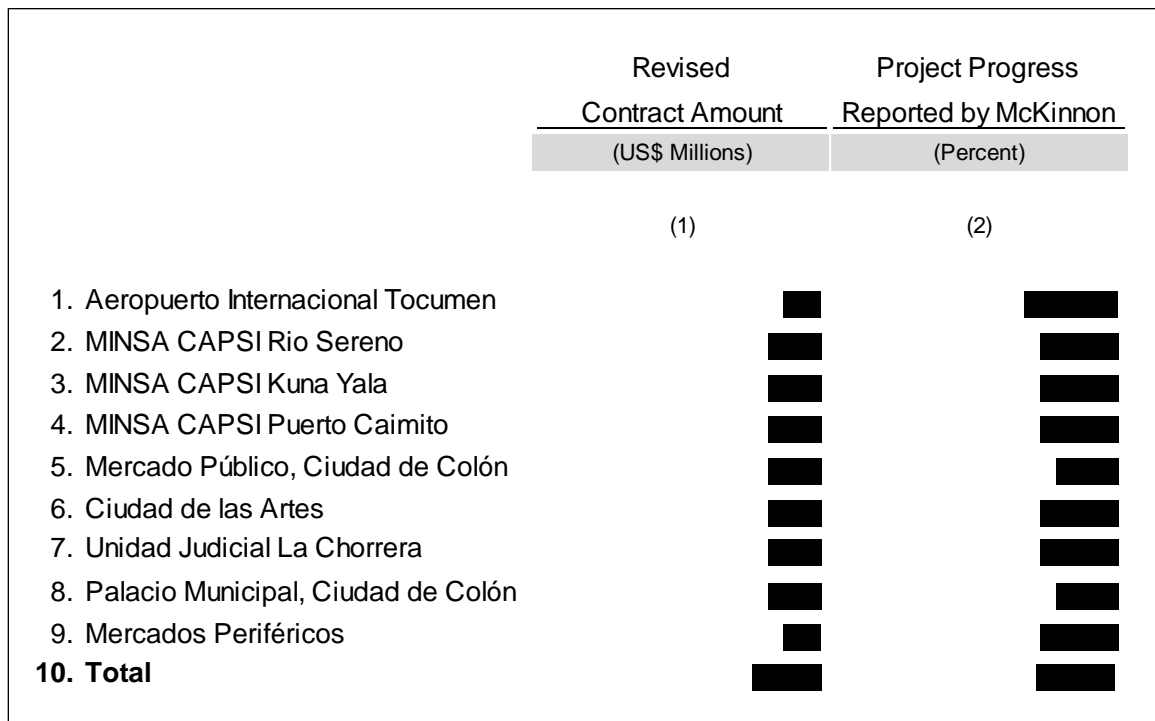 Revised Project Progress
Contract Amount Reported by McKinnon
(US$ Millions) (Percent)
(1) (2)
1. Aeropuerto Internacional Tocumen
2. MINSA CAPSI Rio Sereno
3. MINSA CAPSI Kuna Yala
4. MINSA CAPSI Puerto Caimito
5. Mercado Público, Ciudad de Colón
6. Ciudad de las Artes
7. Unidad Judicial La Chorrera
8. Palacio Municipal, Ciudad de Colón
9. Mercados Periféricos
10. Total